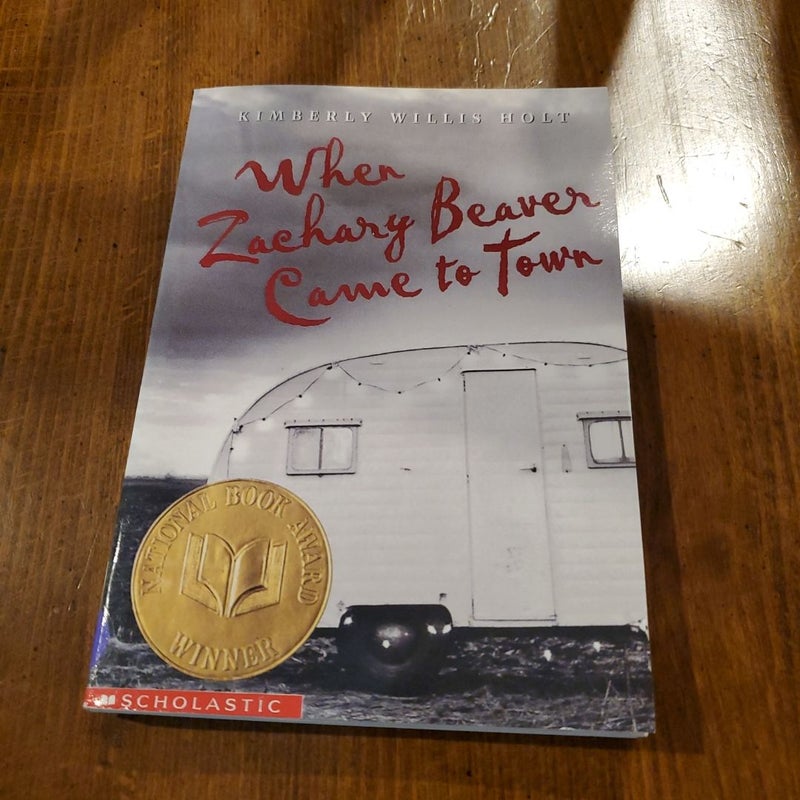 KIMBERLY WILLIS HOLT
When
Zachary Beaver
Came to Town
NATIONAL BOOK AWARD
WINNER
SCHOLASTIC